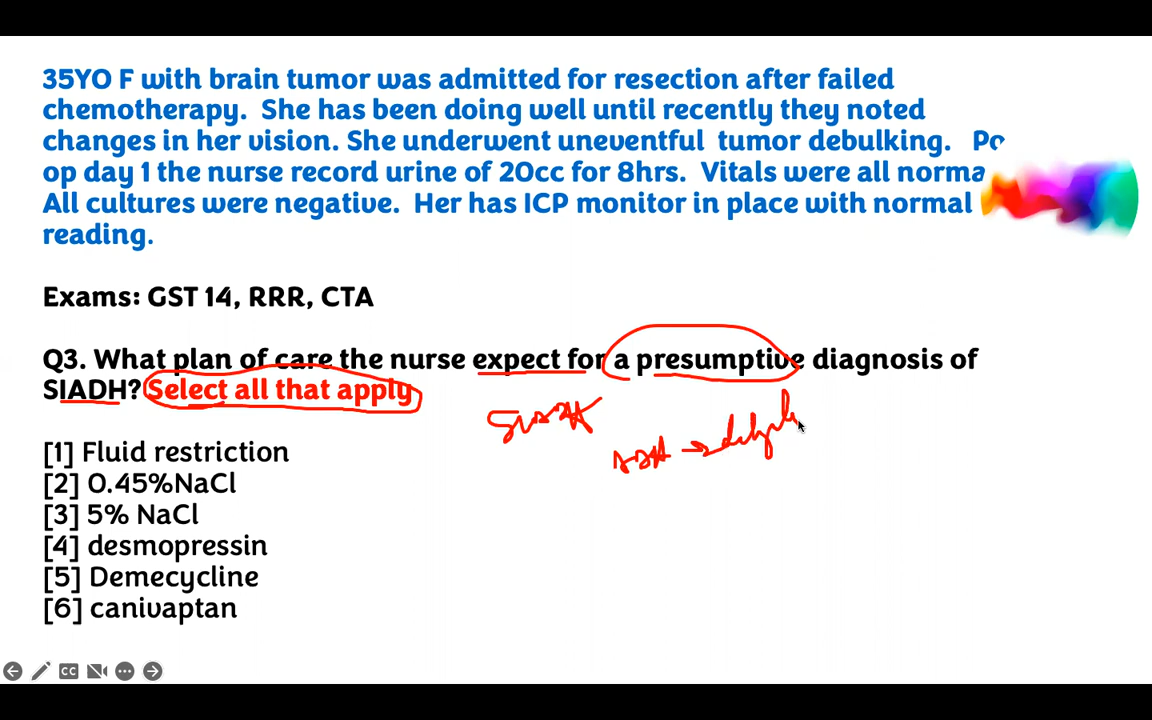 35YO F with brain tumor was admitted for resection after failed
chemotherapy. She has been doing well until recently they noted
changes in her vision. She underwent uneventful tumor debulking.
op day 1 the nurse record urine of 20cc for 8hrs. Vitals were all
All cultures were negative. Her has ICP monitor in place with normal
reading.
Exams: GST 14, RRR, CTA
Q3. What plan of care the nurse expect for a presumptive diagnosis of
SIADH? Select all that apply
[1] Fluid restriction
[2] 0.45%NaCl
[3] 5% NaCl
[4] desmopressin
[5] Demecycline
[6] canivaptan
CC